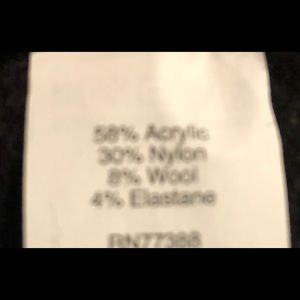 58% Acrylic
30% Nylon
8% Wool
4% Elastane
RN77388